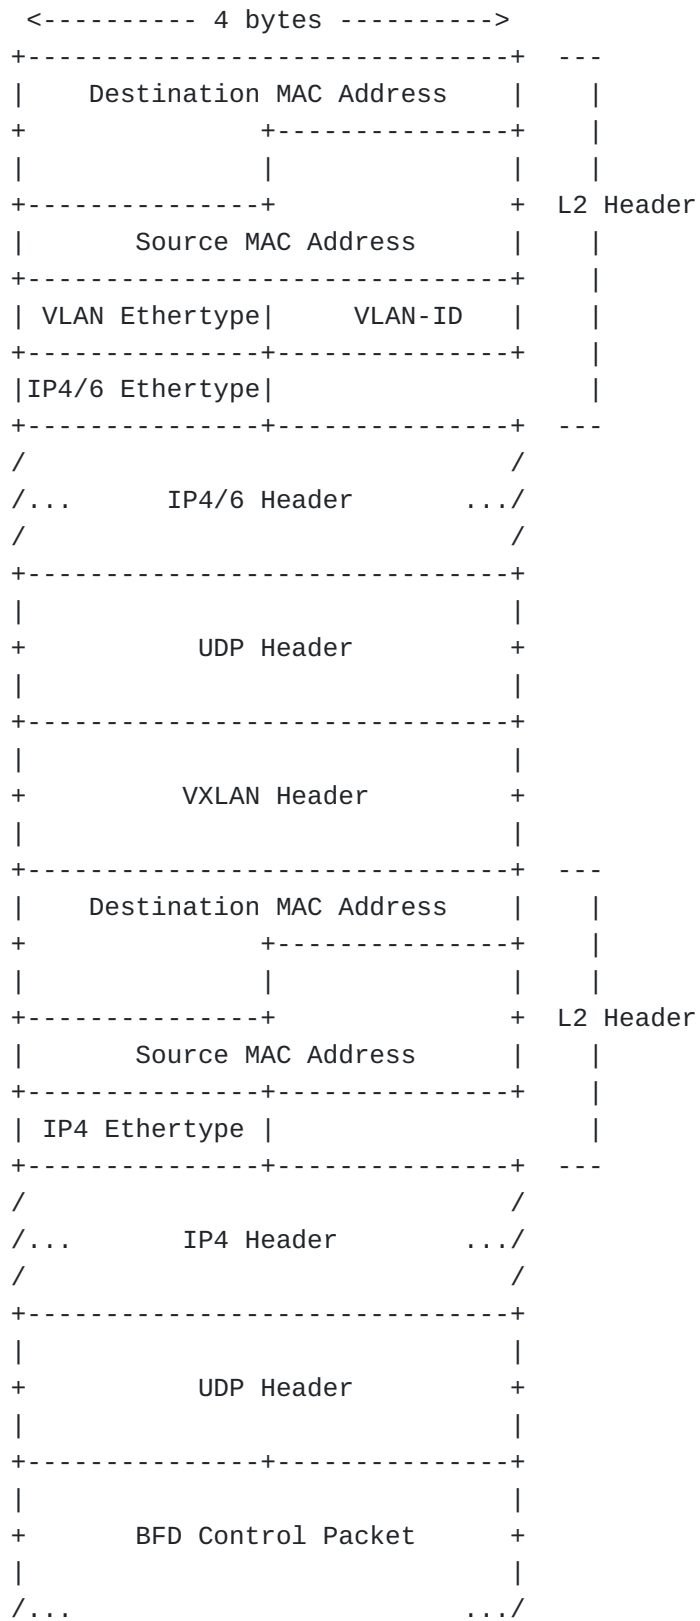 <---------- 4 bytes ---------->
+-------------------------------+  ---
|    Destination MAC Address    |    |
+               +---------------+    |
|               |               |    |
+---------------+               +  L2 Header
|       Source MAC Address      |    |
+-------------------------------+    |
| VLAN Ethertype|     VLAN-ID   |    |
+---------------+---------------+    |
|IP4/6 Ethertype|                    |
+---------------+---------------+  ---
/                               /
/...      IP4/6 Header       .../
/                               /
+-------------------------------+
|                               |
+           UDP Header          +
|                               |
+-------------------------------+
|                               |
+          VXLAN Header         +
|                               |
+-------------------------------+  ---
|    Destination MAC Address    |    |
+               +---------------+    |
|               |               |    |
+---------------+               +  L2 Header
|       Source MAC Address      |    |
+---------------+---------------+    |
| IP4 Ethertype |                    |
+---------------+---------------+  ---
/                               /
/...       IP4 Header        .../
/                               /
+-------------------------------+
|                               |
+           UDP Header          +
|                               |
+---------------+---------------+
|                               |
+       BFD Control Packet      +
|                               |
/...                         .../